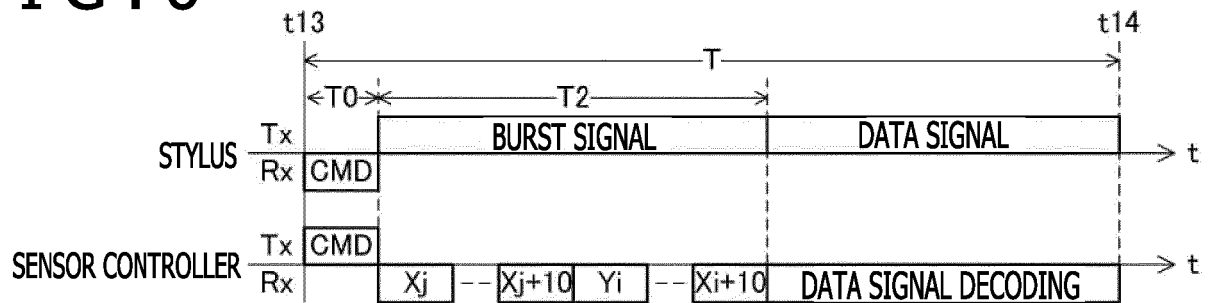 t13 t14
T
T0 T2
STYLUS Tx BURST SIGNAL DATA SIGNAL
Rx CMD t
SENSOR CONTROLLER Tx CMD
Rx Xj -- Xj+10 Yi -- Xi+10 DATA SIGNAL DECODING t